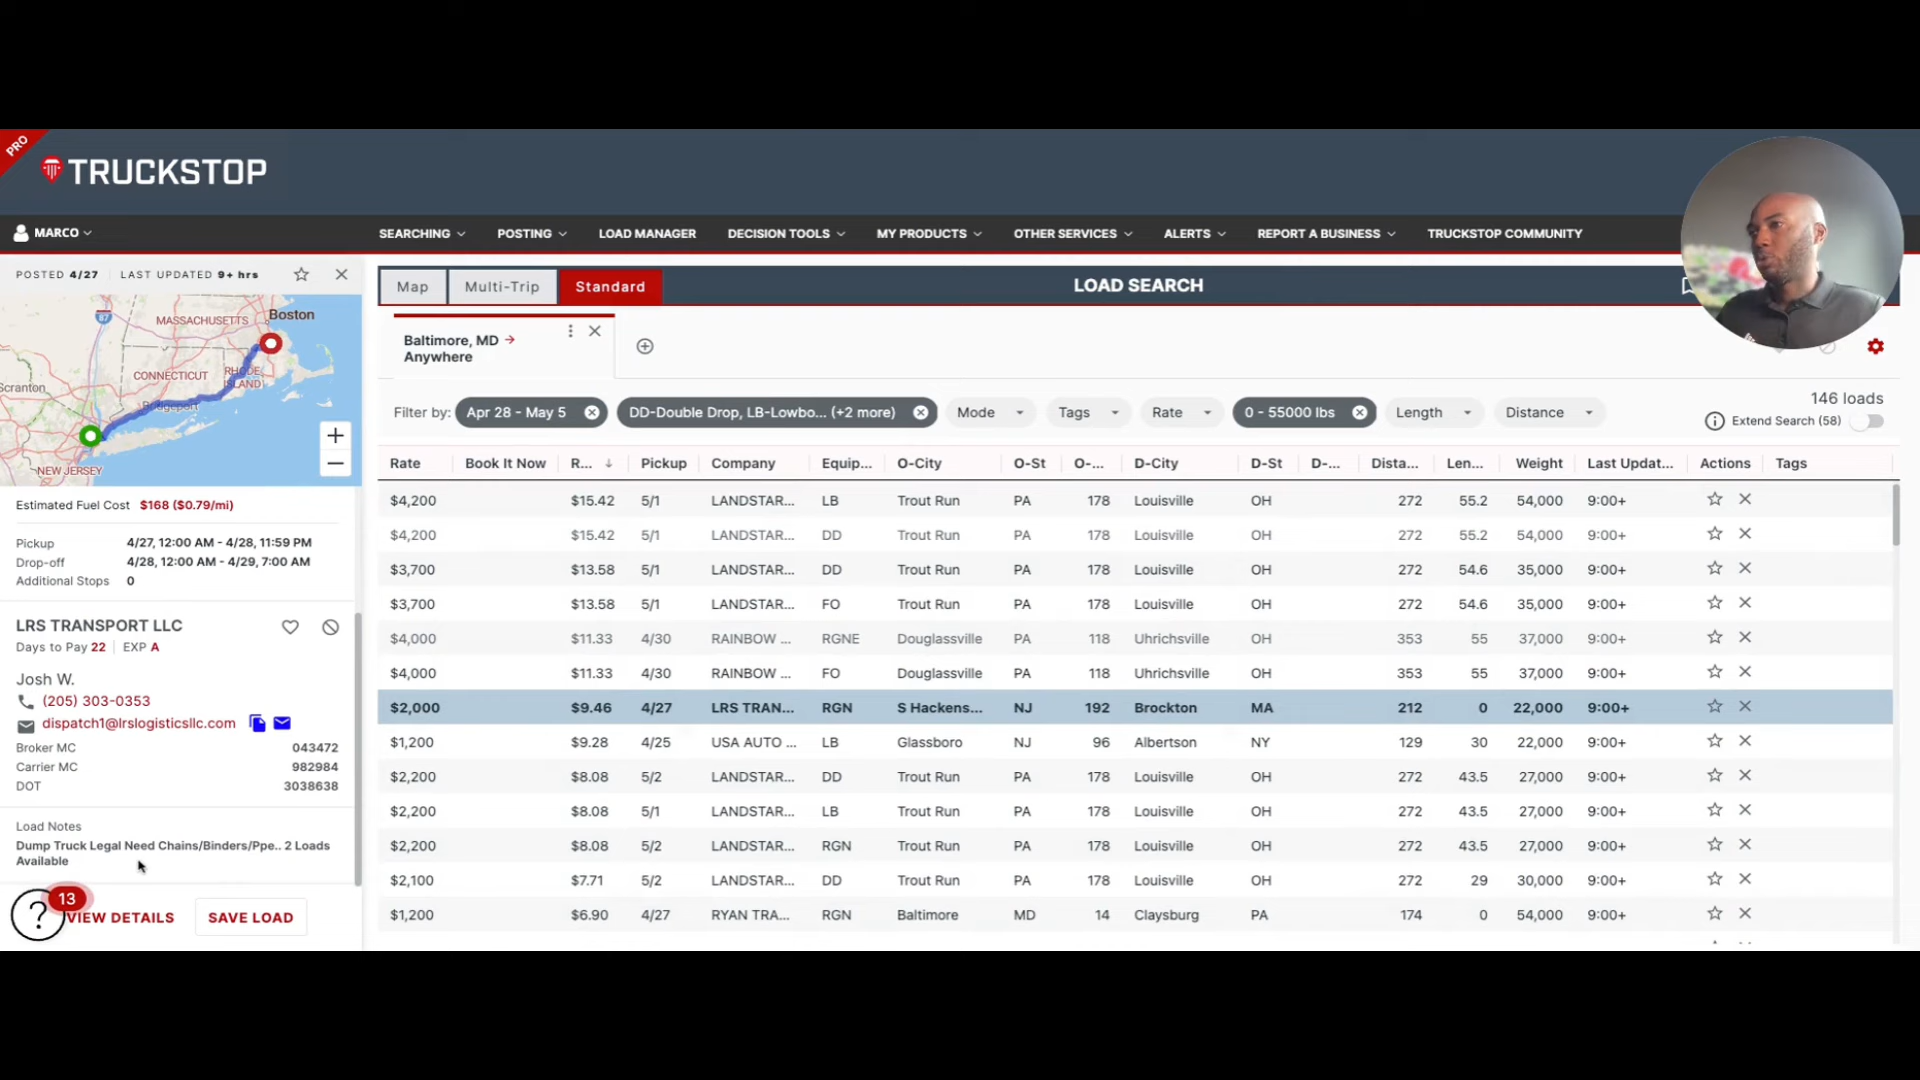 PRO
TRUCKSTOP
MARCO
SEARCHING POSTING LOAD MANAGER DECISION TOOLS MY PRODUCTS OTHER SERVICES ALERTS REPORT A BUSINESS TRUCKSTOP COMMUNITY
POSTED 4/27 LAST UPDATED 9+ hrs
87
MASSACHUSETTS
Boston
CONNECTICUT
RHODE
ISLAND
Scranton
Bridgeport
NEW JERSEY
+
−
Estimated Fuel Cost $168 ($0.79/mi)
Pickup 4/27, 12:00 AM - 4/28, 11:59 PM
Drop-off 4/28, 12:00 AM - 4/29, 7:00 AM
Additional Stops 0
LRS TRANSPORT LLC
Days to Pay 22 EXP A
Josh W.
(205) 303-0353
dispatch1@lrslogisticsllc.com
Broker MC 043472
Carrier MC 982984
DOT 3038638
Load Notes
Dump Truck Legal Need Chains/Binders/Ppe.. 2 Loads
Available
? 13
VIEW DETAILS SAVE LOAD
Map Multi-Trip Standard LOAD SEARCH
Baltimore, MD
Anywhere
Filter by: Apr 28 - May 5 DD-Double Drop, LB-Lowbo... (+2 more) Mode Tags Rate 0 - 55000 lbs Length Distance
146 loads
Extend Search (58)
Rate Book It Now R... Pickup Company Equip... O-City O-St O-... D-City D-St D-... Dista... Len... Weight Last Updat... Actions Tags
$4,200 $15.42 5/1 LANDSTAR... LB Trout Run PA 178 Louisville OH 272 55.2 54,000 9:00+
$4,200 $15.42 5/1 LANDSTAR... DD Trout Run PA 178 Louisville OH 272 55.2 54,000 9:00+
$3,700 $13.58 5/1 LANDSTAR... DD Trout Run PA 178 Louisville OH 272 54.6 35,000 9:00+
$3,700 $13.58 5/1 LANDSTAR... FO Trout Run PA 178 Louisville OH 272 54.6 35,000 9:00+
$4,000 $11.33 4/30 RAINBOW ... RGNE Douglassville PA 118 Uhrichsville OH 353 55 37,000 9:00+
$4,000 $11.33 4/30 RAINBOW ... FO Douglassville PA 118 Uhrichsville OH 353 55 37,000 9:00+
$2,000 $9.46 4/27 LRS TRAN... RGN S Hackens... NJ 192 Brockton MA 212 0 22,000 9:00+
$1,200 $9.28 4/25 USA AUTO ... LB Glassboro NJ 96 Albertson NY 129 30 22,000 9:00+
$2,200 $8.08 5/2 LANDSTAR... DD Trout Run PA 178 Louisville OH 272 43.5 27,000 9:00+
$2,200 $8.08 5/1 LANDSTAR... LB Trout Run PA 178 Louisville OH 272 43.5 27,000 9:00+
$2,200 $8.08 5/2 LANDSTAR... RGN Trout Run PA 178 Louisville OH 272 43.5 27,000 9:00+
$2,100 $7.71 5/2 LANDSTAR... DD Trout Run PA 178 Louisville OH 272 29 30,000 9:00+
$1,200 $6.90 4/27 RYAN TRA... RGN Baltimore MD 14 Claysburg PA 174 0 54,000 9:00+